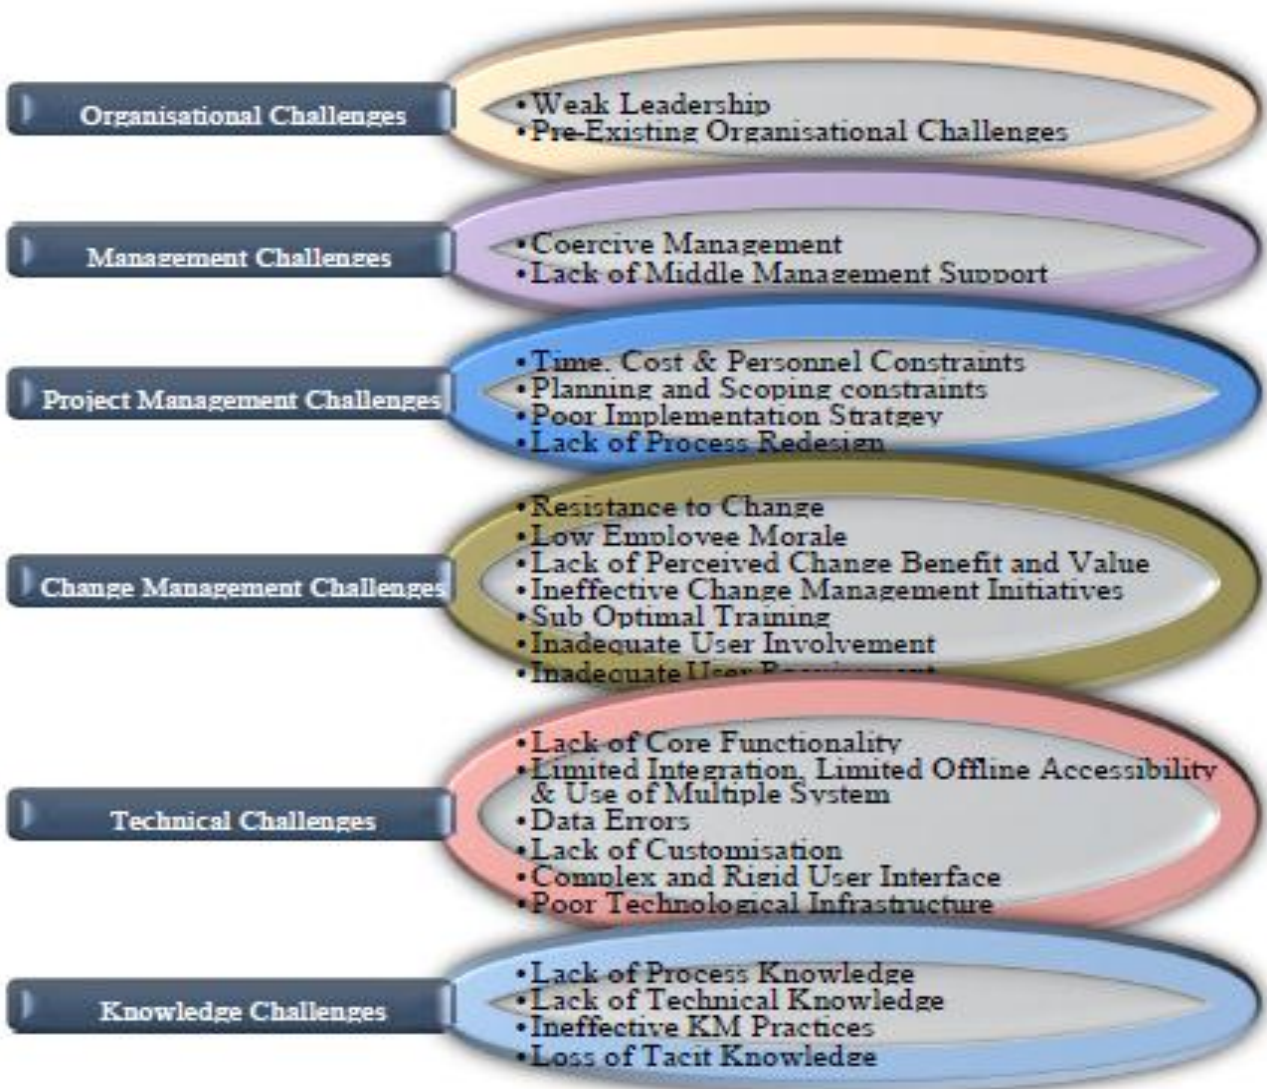 Organisational Challenges
•Weak Leadership
•Pre-Existing Organisational Challenges
Management Challenges
•Coercive Management
•Lack of Middle Management Support
Project Management Challenges
•Time, Cost & Personnel Constraints
•Planning and Scoping constraints
•Poor Implementation Stratgey
•Lack of Process Redesign
Change Management Challenges
•Resistance to Change
•Low Employee Morale
•Lack of Perceived Change Benefit and Value
•Ineffective Change Management Initiatives
•Sub Optimal Training
•Inadequate User Involvement
•Inadequate User Requirement
Technical Challenges
•Lack of Core Functionality
•Limited Integration, Limited Offline Accessibility
& Use of Multiple System
•Data Errors
•Lack of Customisation
•Complex and Rigid User Interface
•Poor Technological Infrastructure
Knowledge Challenges
•Lack of Process Knowledge
•Lack of Technical Knowledge
•Ineffective KM Practices
•Loss of Tacit Knowledge